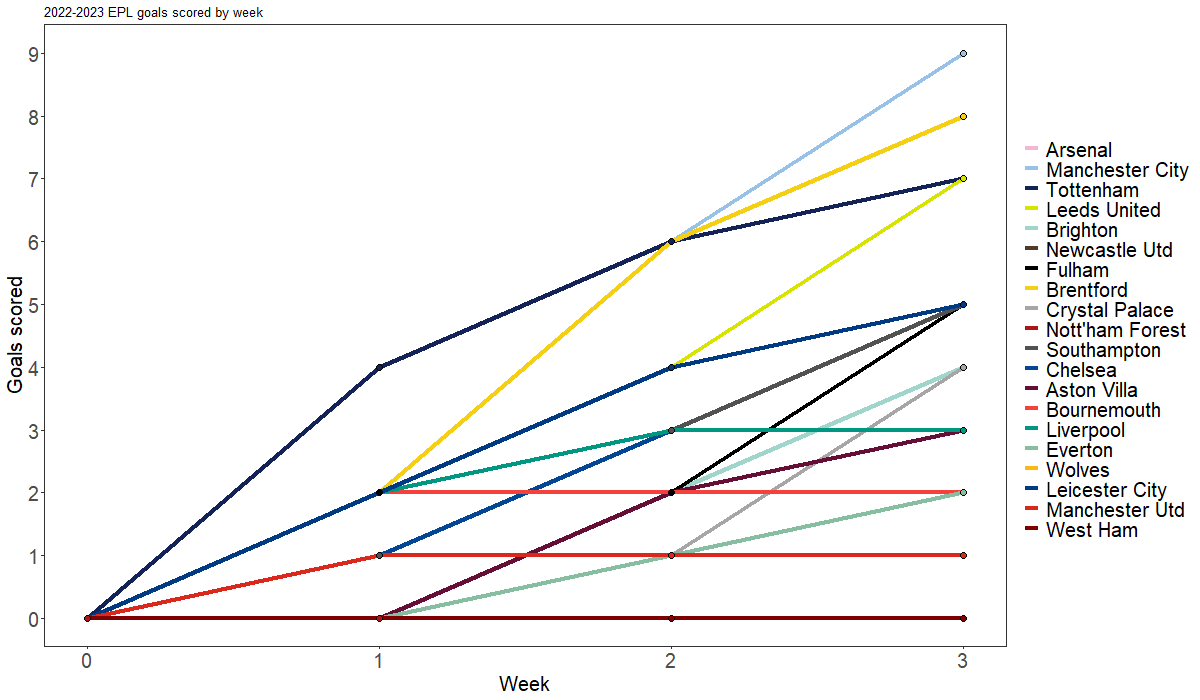 2022-2023 EPL goals scored by week
9
8
7
6
5
4
3
2
1
0
Goals scored
0 1 2 3
Week
Arsenal
Manchester City
Tottenham
Leeds United
Brighton
Newcastle Utd
Fulham
Brentford
Crystal Palace
Nott'ham Forest
Southampton
Chelsea
Aston Villa
Bournemouth
Liverpool
Everton
Wolves
Leicester City
Manchester Utd
West Ham